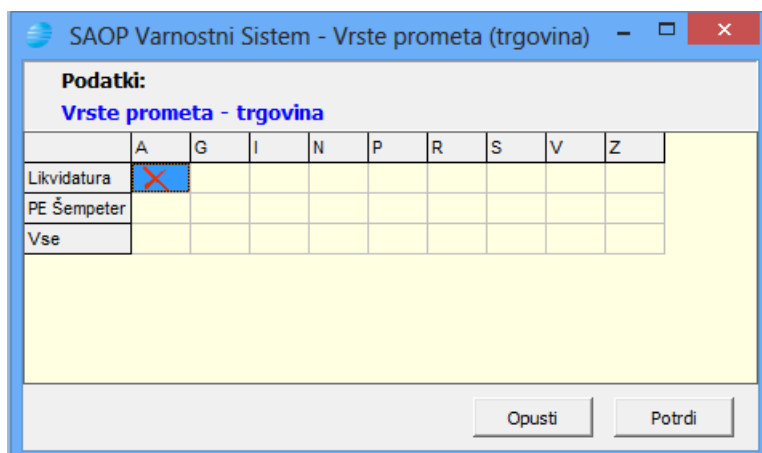 SAOP Varnostni Sistem - Vrste prometa (trgovina)
Podatki:
Vrste prometa - trgovina
A G I N P R S V Z
Likvidatura
PE Šempeter
Vse
Opusti Potrdi